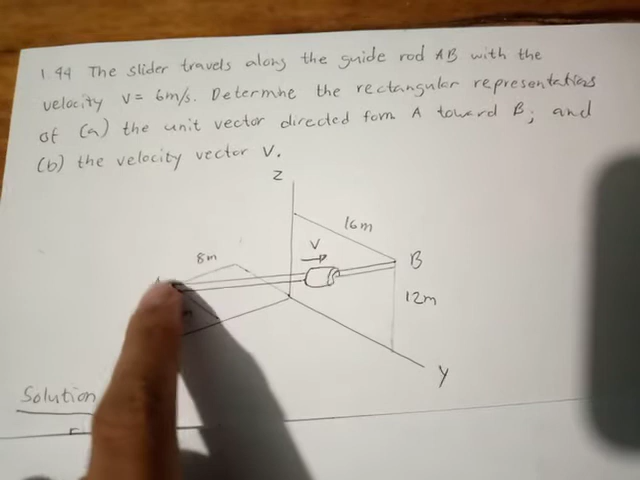 1.44 The slider travels along the guide rod AB with the
velocity v = 6m/s. Determine the rectangular representations
of (a) the unit vector directed fom A toward B; and
(b) the velocity vector V.
Z
16m
V
8m
B
12m
Y
Solution